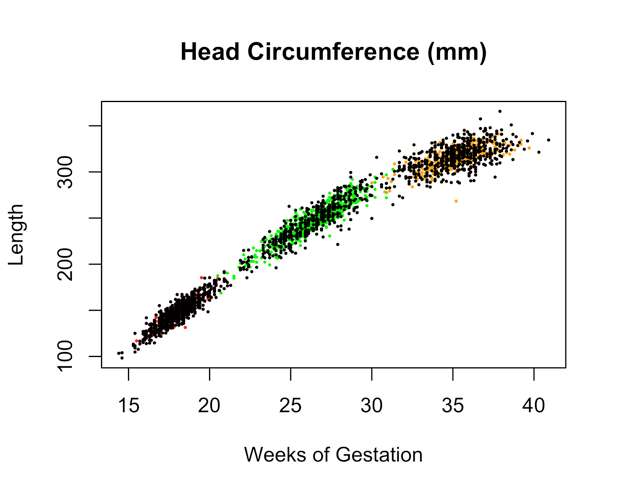 Head Circumference (mm)
Length
300
200
100
15 20 25 30 35 40
Weeks of Gestation